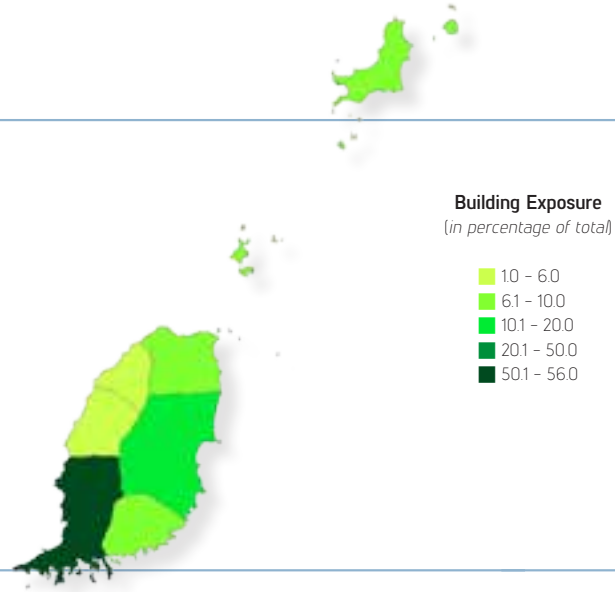 Building Exposure
(in percentage of total)
1.0 - 6.0
6.1 - 10.0
10.1 - 20.0
20.1 - 50.0
50.1 - 56.0